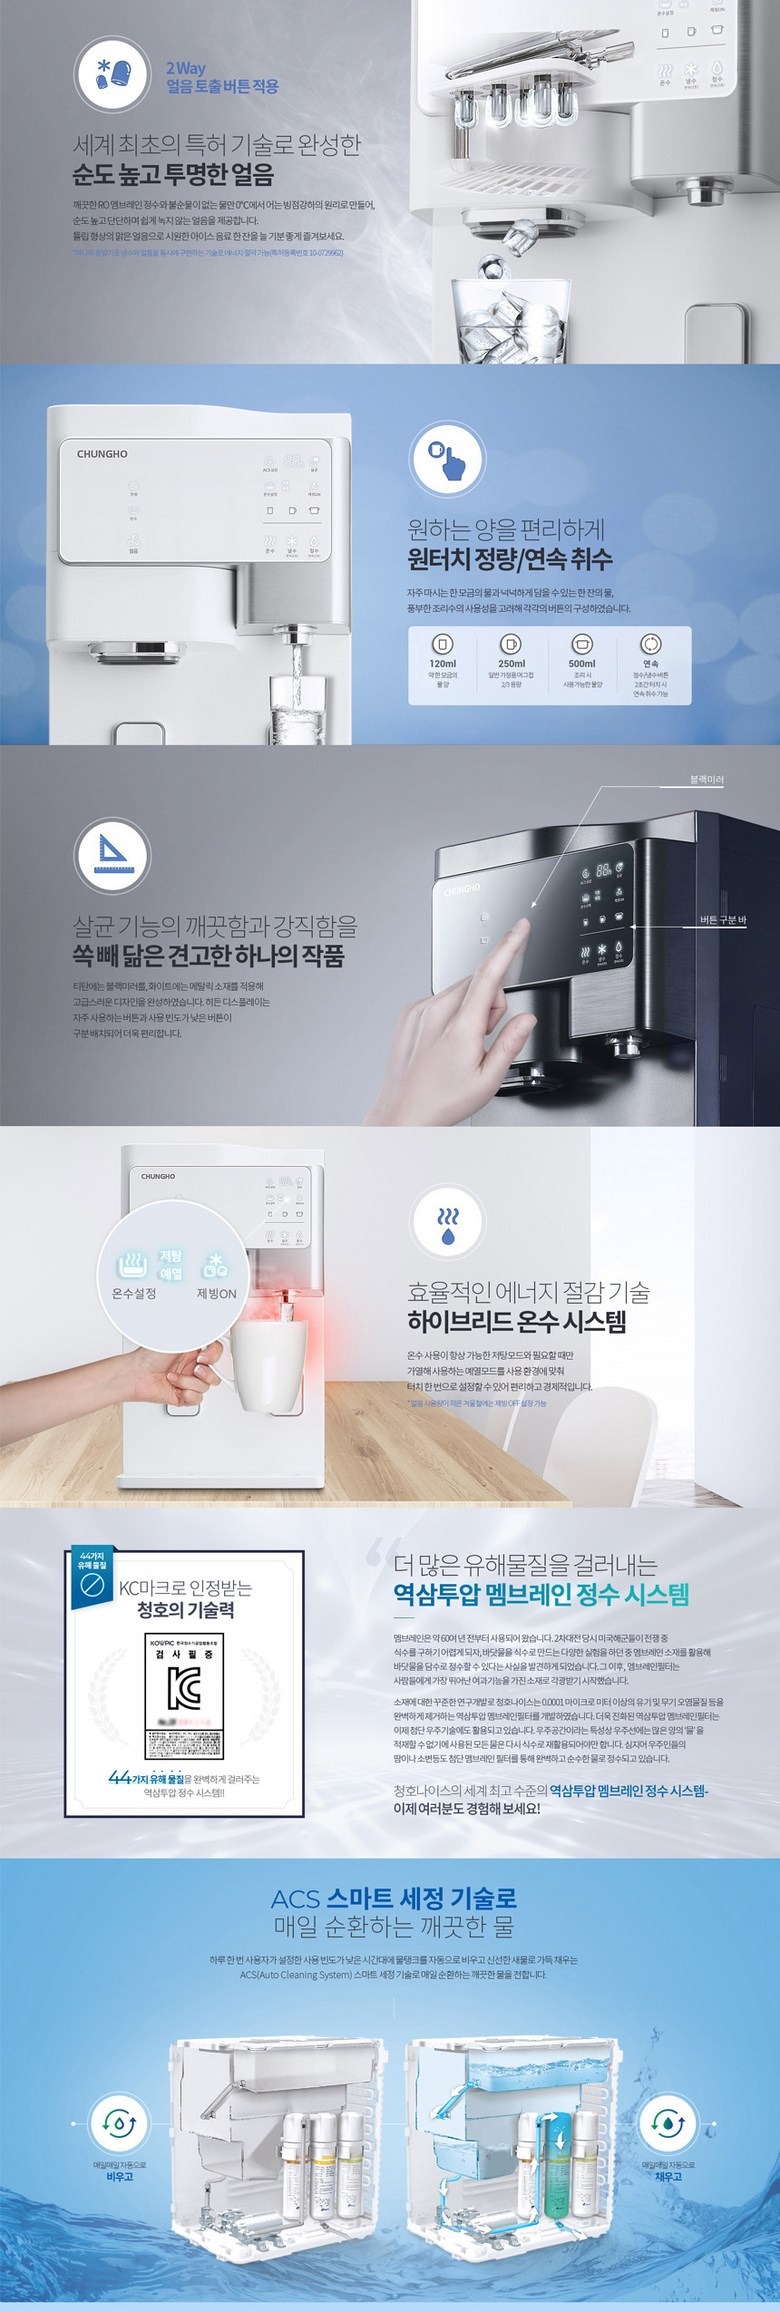 2Way
얼음 토출 버튼 적용
세계 최초의 특허 기술로 완성한
순도 높고 투명한 얼음
깨끗한 RO 멤브레인 정수와 불순물이 없는 물만 0℃에서 어는 빙점강하의 원리로 만들어,
순도 높고 단단하며 쉽게 녹지 않는 얼음을 제공합니다.
튤립 형상의 맑은 얼음으로 시원한 아이스 음료 한 잔을 늘 기분 좋게 즐겨보세요.
온수 냉수 정수
CHUNGHO
얼음
온수 냉수 정수
원하는 양을 편리하게
원터치 정량/연속 취수
자주 마시는 한 모금의 물과 넉넉하게 담을 수 있는 한 잔의 물,
풍부한 조리수의 사용성을 고려해 각각의 버튼의 구성하였습니다.
120ml
약 한 모금의
물 양
250ml
일반 가정용 머그컵
2/3 용량
500ml
조리 시
사용가능한 물양
연속
정수/냉수 버튼
2초간 터치 시
연속 취수 가능
블랙미러
버튼 구분 바
CHUNGHO
살균 기능의 깨끗함과 강직함을
쏙 빼 닮은 견고한 하나의 작품
티탄에는 블랙미러를, 화이트에는 메탈릭 소재를 적용해
고급스러운 디자인을 완성하였습니다. 히든 디스플레이는
자주 사용하는 버튼과 사용 빈도가 낮은 버튼이
구분 배치되어 더욱 편리합니다.
CHUNGHO
저탕
예열
온수설정
제빙ON
효율적인 에너지 절감 기술
하이브리드 온수 시스템
온수 사용이 항상 가능한 저탕모드와 필요할 때만
가열해 사용하는 예열모드를 사용 환경에 맞춰
터치 한 번으로 설정할 수 있어 편리하고 경제적입니다.
*얼음 사용량이 적은 겨울철에는 제빙 OFF 설정 가능
44가지
유해 물질
KC마크로 인정받는
청호의 기술력
KOWPIC 한국정수기공업협동조합
검 사 필 증
KC
44가지 유해 물질을 완벽하게 걸러주는
역삼투압 정수 시스템!!
더 많은 유해물질을 걸러내는
역삼투압 멤브레인 정수 시스템
멤브레인은 약 60여 년 전부터 사용되어 왔습니다. 2차대전 당시 미국해군들이 전쟁 중
식수를 구하기 어렵게 되자, 바닷물을 식수로 만드는 다양한 실험을 하던 중 멤브레인 소재를 활용해
바닷물을 담수로 정수할 수 있다는 사실을 발견하게 되었습니다. 그 이후, 멤브레인필터는
사람들에게 가장 뛰어난 여과기능을 가진 소재로 각광받기 시작했습니다.
소재에 대한 꾸준한 연구개발로 청호나이스는 0.0001 마이크로 미터 이상의 유기 및 무기 오염물질 등을
완벽하게 제거하는 역삼투압 멤브레인필터를 개발하였습니다. 더욱 진화된 역삼투압 멤브레인필터는
이제 첨단 우주기술에도 활용되고 있습니다. 우주공간이라는 특성상 우주선에는 많은 양의 '물'을
적재할 수 없기에 사용된 모든 물은 다시 식수로 재활용되어야만 합니다. 심지어 우주인들의
땀이나 소변등도 첨단 멤브레인 필터를 통해 완벽하고 순수한 물로 정수되고 있습니다.
청호나이스의 세계 최고 수준의 역삼투압 멤브레인 정수 시스템-
이제 여러분도 경험해 보세요!
ACS 스마트 세정 기술로
매일 순환하는 깨끗한 물
하루 한 번 사용자가 설정한 사용 빈도가 낮은 시간대에 물탱크를 자동으로 비우고 신선한 새물로 가득 채우는
ACS(Auto Cleaning System) 스마트 세정 기술로 매일 순환하는 깨끗한 물을 전합니다.
매일매일 자동으로
비우고
매일매일 자동으로
채우고